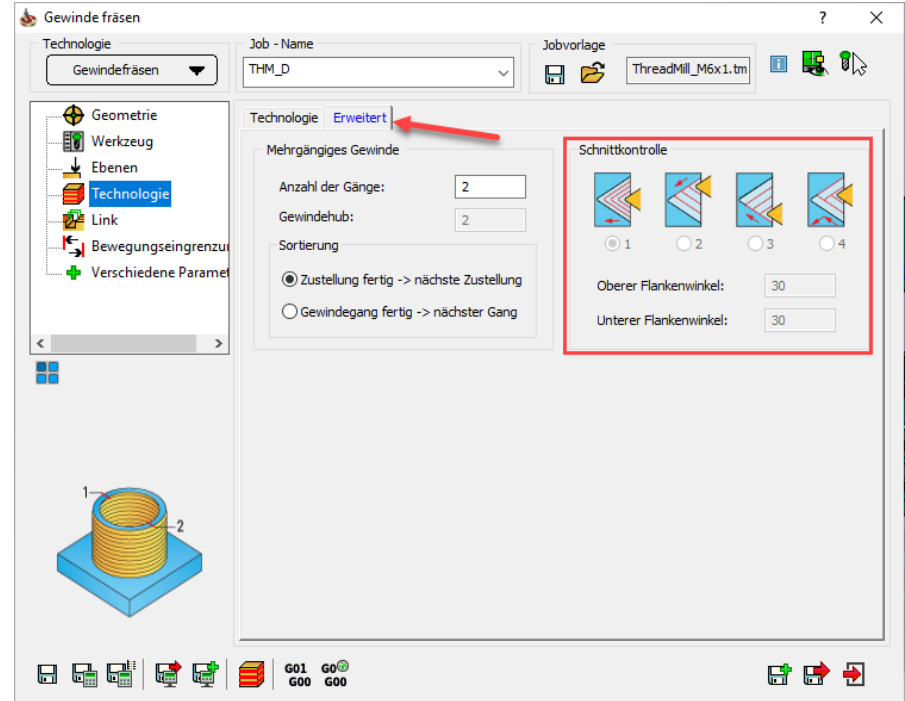 Gewinde fräsen
?
Technologie
Gewindefräsen
Job - Name
THM_D
Jobvorlage
ThreadMill_M6x1.tm
Geometrie
Werkzeug
Ebenen
Technologie
Link
Bewegungseingrenzu
Verschiedene Paramet
Technologie
Erweitert
Mehrgängiges Gewinde
Anzahl der Gänge:
2
Gewindehub:
2
Sortierung
Zustellung fertig -> nächste Zustellung
Gewindegang fertig -> nächster Gang
Schnittkontrolle
1
2
3
4
Oberer Flankenwinkel:
30
Unterer Flankenwinkel:
30
1
2
G01
G00
G0
G00